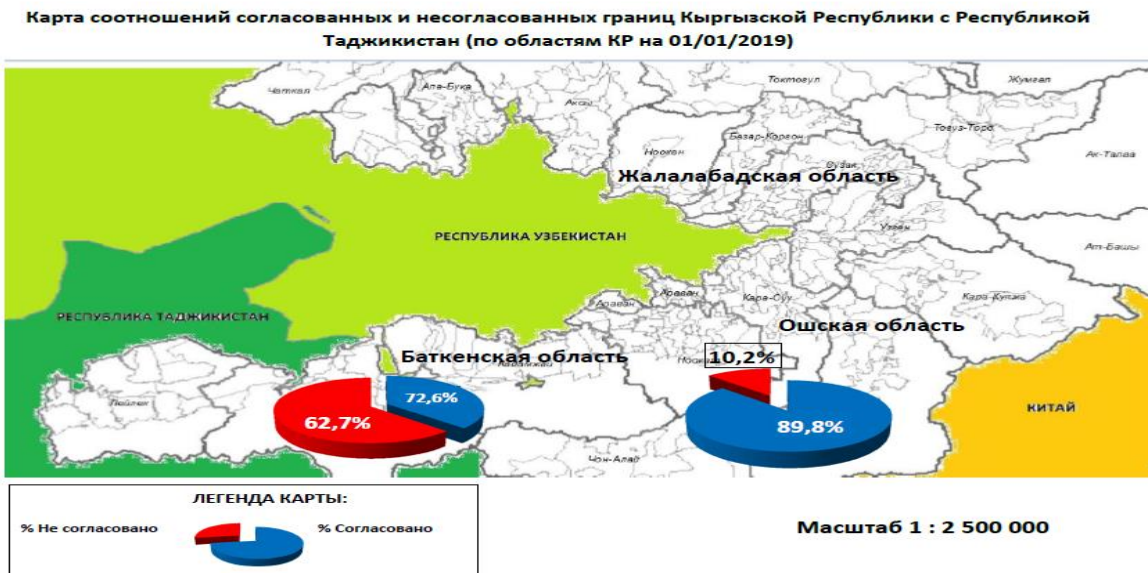 Карта соотношений согласованных и несогласованных границ Кыргызской Республики с Республикой
Таджикистан (по областям КР на 01/01/2019)
Чаткал
Ала-Бука
Аксы
Токтогул
Жумгал
Тогуз-Торо
Базар-Коргон
Ноокен
Сузак
Ак-Талаа
Жалалабадская область
Узген
РЕСПУБЛИКА УЗБЕКИСТАН
Ат-Башы
Араван
Араван
Кара-Суу
Кара-Кулжа
РЕСПУБЛИКА ТАДЖИКИСТАН
Ошская область
Баткенская область
10,2%
Лейлек
72,6%
62,7%
89,8%
КИТАЙ
Чон-Алай
ЛЕГЕНДА КАРТЫ:
% Не согласовано
% Согласовано
Масштаб 1 : 2 500 000